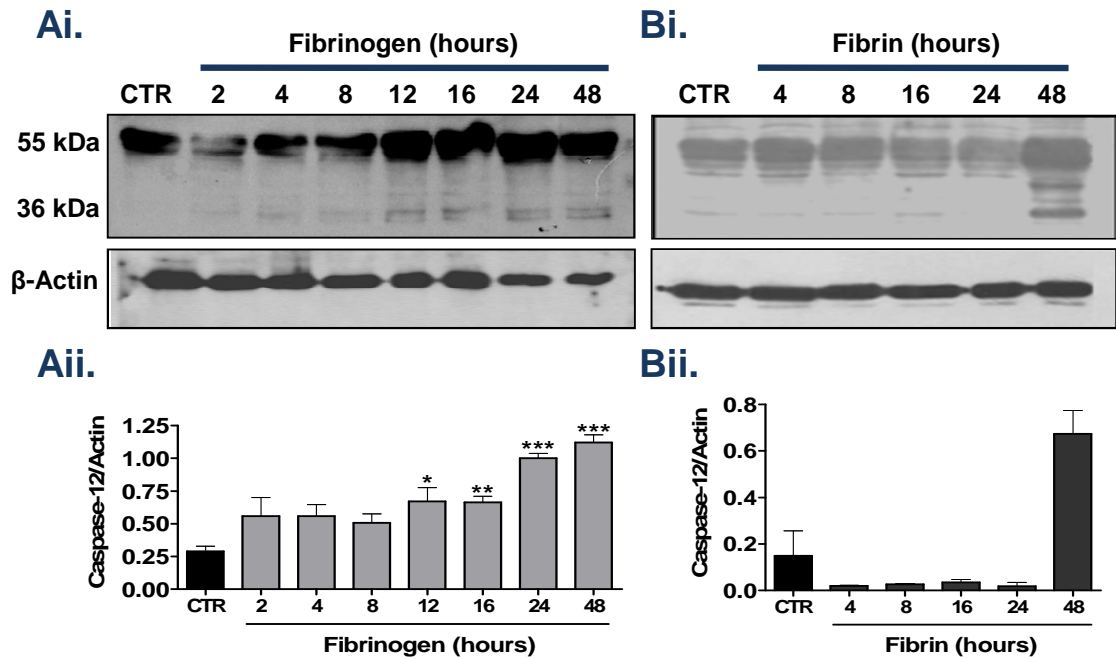 Ai.
Fibrinogen (hours)
CTR 2 4 8 12 16 24 48
55 kDa
36 kDa
β-Actin
Bi.
Fibrin (hours)
CTR 4 8 16 24 48
Aii.
Caspase-12/Actin
1.25
1.00
0.75
0.50
0.25
0.00
* ** *** ***
CTR 2 4 8 12 16 24 48
Fibrinogen (hours)
Bii.
Caspase-12/Actin
0.8
0.6
0.4
0.2
0.0
CTR 4 8 16 24 48
Fibrin (hours)